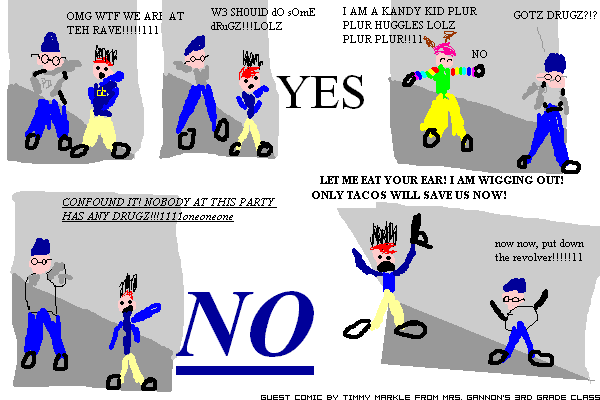 OMG WTF WE ARE AT
TEH RAVE!!!!!111
W3 SH0U1D dO sOmE
dRuGZ!!!LOLZ
YES
I AM A KANDY KID PLUR
PLUR HUGGLES LOLZ
PLUR PLUR!!11
NO
GOTZ DRUGZ?!?
CONFOUND IT! NOBODY AT THIS PARTY
HAS ANY DRUGZ!!!1111oneoneone
NO
LET ME EAT YOUR EAR! I AM WIGGING OUT!
ONLY TACOS WILL SAVE US NOW!
now now, put down
the revolver!!!!!!11
GUEST COMIC BY TIMMY MARKLE FROM MRS. GANNON'S 3RD GRADE CLASS